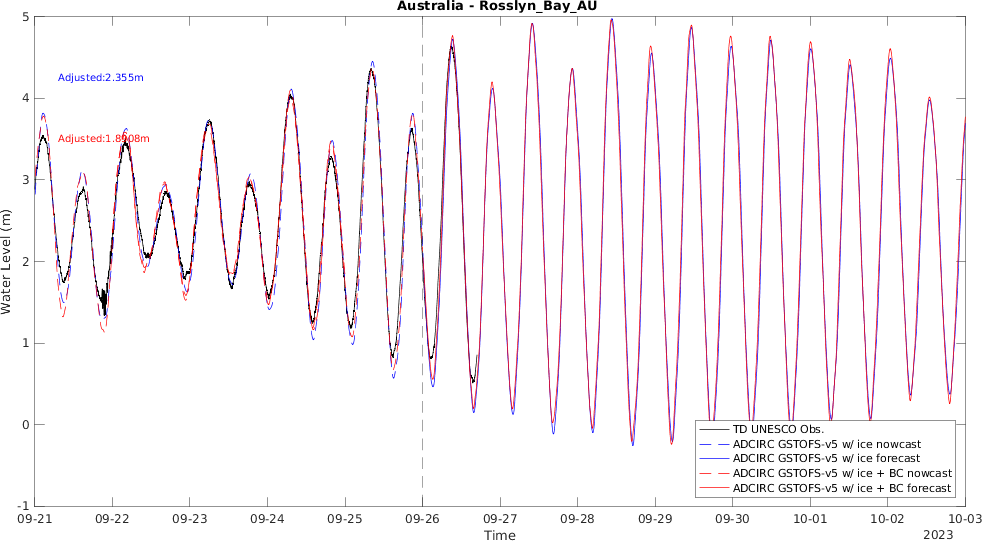 Australia - Rosslyn_Bay_AU
Adjusted:2.355m
Adjusted:1.8908m
Water Level (m)
5
4
3
2
1
0
-1
09-21 09-22 09-23 09-24 09-25 09-26 09-27 09-28 09-29 09-30 10-01 10-02 10-03
Time
2023
TD UNESCO Obs.
ADCIRC GSTOFS-v5 w/ ice nowcast
ADCIRC GSTOFS-v5 w/ ice forecast
ADCIRC GSTOFS-v5 w/ ice + BC nowcast
ADCIRC GSTOFS-v5 w/ ice + BC forecast